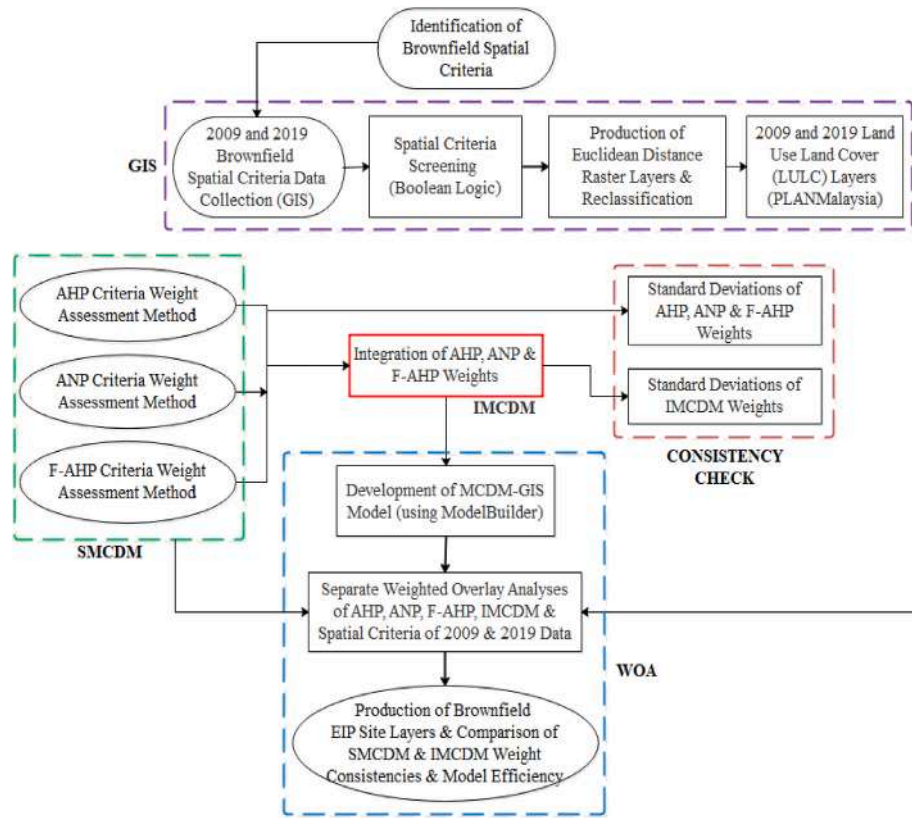 Identification of
Brownfield Spatial
Criteria
GIS
2009 and 2019
Brownfield
Spatial Criteria Data
Collection (GIS)
Spatial Criteria
Screening
(Boolean Logic)
Production of
Euclidean Distance
Raster Layers &
Reclassification
2009 and 2019 Land
Use Land Cover
(LULC) Layers
(PLANMalaysia)
AHP Criteria Weight
Assessment Method
ANP Criteria Weight
Assessment Method
F-AHP Criteria Weight
Assessment Method
SMCDM
Integration of AHP, ANP &
F-AHP Weights
IMCDM
Standard Deviations of
AHP, ANP & F-AHP
Weights
Standard Deviations of
IMCDM Weights
CONSISTENCY
CHECK
Development of MCDM-GIS
Model (using ModelBuilder)
Separate Weighted Overlay Analyses
of AHP, ANP, F-AHP, IMCDM &
Spatial Criteria of 2009 & 2019 Data
WOA
Production of Brownfield
EIP Site Layers & Comparison of
SMCDM & IMCDM Weight
Consistencies & Model Efficiency